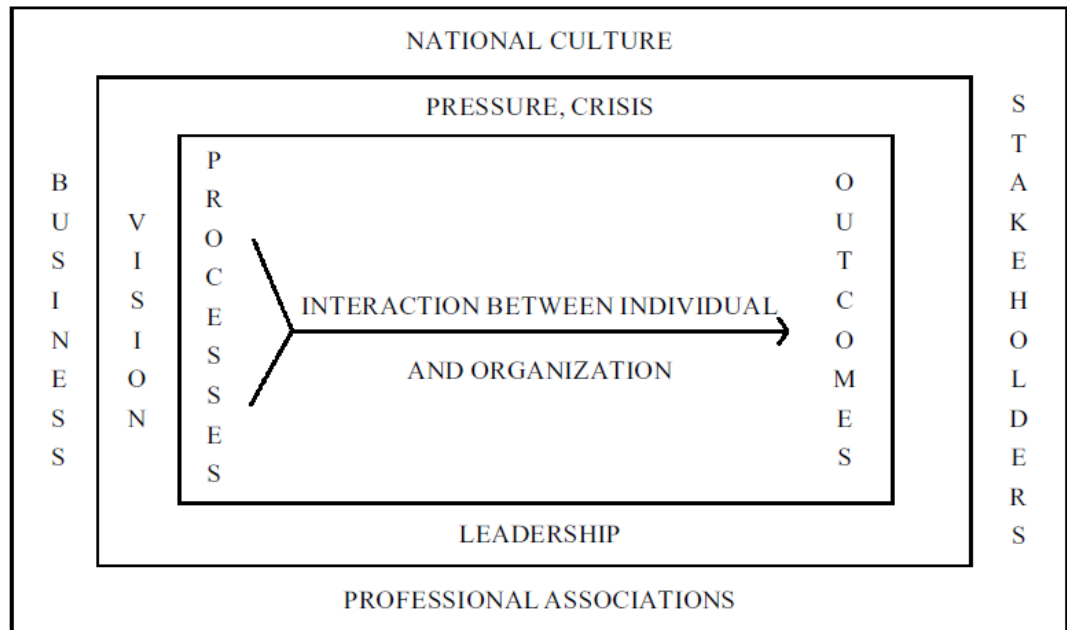 NATIONAL CULTURE
PRESSURE, CRISIS
BUSINESS
VISION
PROCESSES
INTERACTION BETWEEN INDIVIDUAL
AND ORGANIZATION
OUTCOMES
STAKEHOLDERS
LEADERSHIP
PROFESSIONAL ASSOCIATIONS